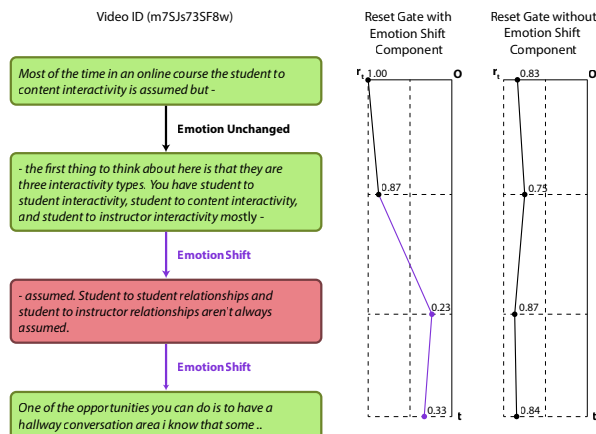 Video ID (m7SJs73SF8w)
Reset Gate with
Emotion Shift
Component
Reset Gate without
Emotion Shift
Component
Most of the time in an online course the student to
content interactivity is assumed but -
Emotion Unchanged
- the first thing to think about here is that they are
three interactivity types. You have student to
student interactivity, student to content interactivity,
and student to instructor interactivity mostly -
Emotion Shift
- assumed. Student to student relationships and
student to instructor relationships aren't always
assumed.
Emotion Shift
One of the opportunities you can do is to have a
hallway conversation area i know that some ..
rt 1.00 O
0.87
0.23
0.33 t
rt 0.83 O
0.75
0.87
0.84 t